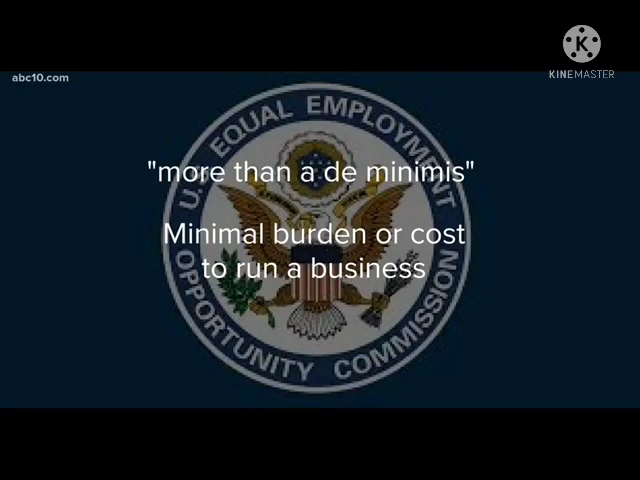 abc10.com
KINEMASTER
U.S. EQUAL EMPLOYMENT
"more than a de minimis"
Minimal burden or cost
to run a business
OPPORTUNITY COMMISSION